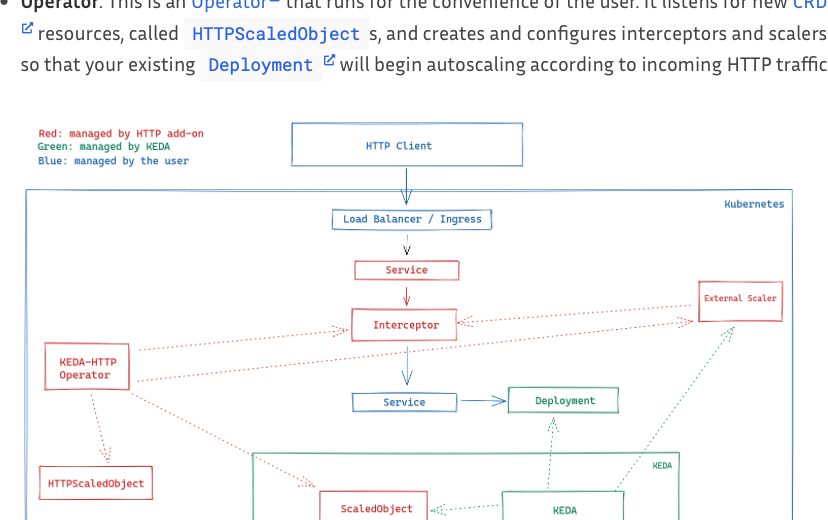 Operator. This is an Operator that runs for the convenience of the user. It listens for new CRD
resources, called HTTPScaledObject s, and creates and configures interceptors and scalers
so that your existing Deployment will begin autoscaling according to incoming HTTP traffic
Red: managed by HTTP add-on
Green: managed by KEDA
Blue: managed by the user
HTTP Client
Kubernetes
Load Balancer / Ingress
Service
External Scaler
Interceptor
KEDA-HTTP
Operator
Service
Deployment
KEDA
HTTPScaledObject
ScaledObject
KEDA